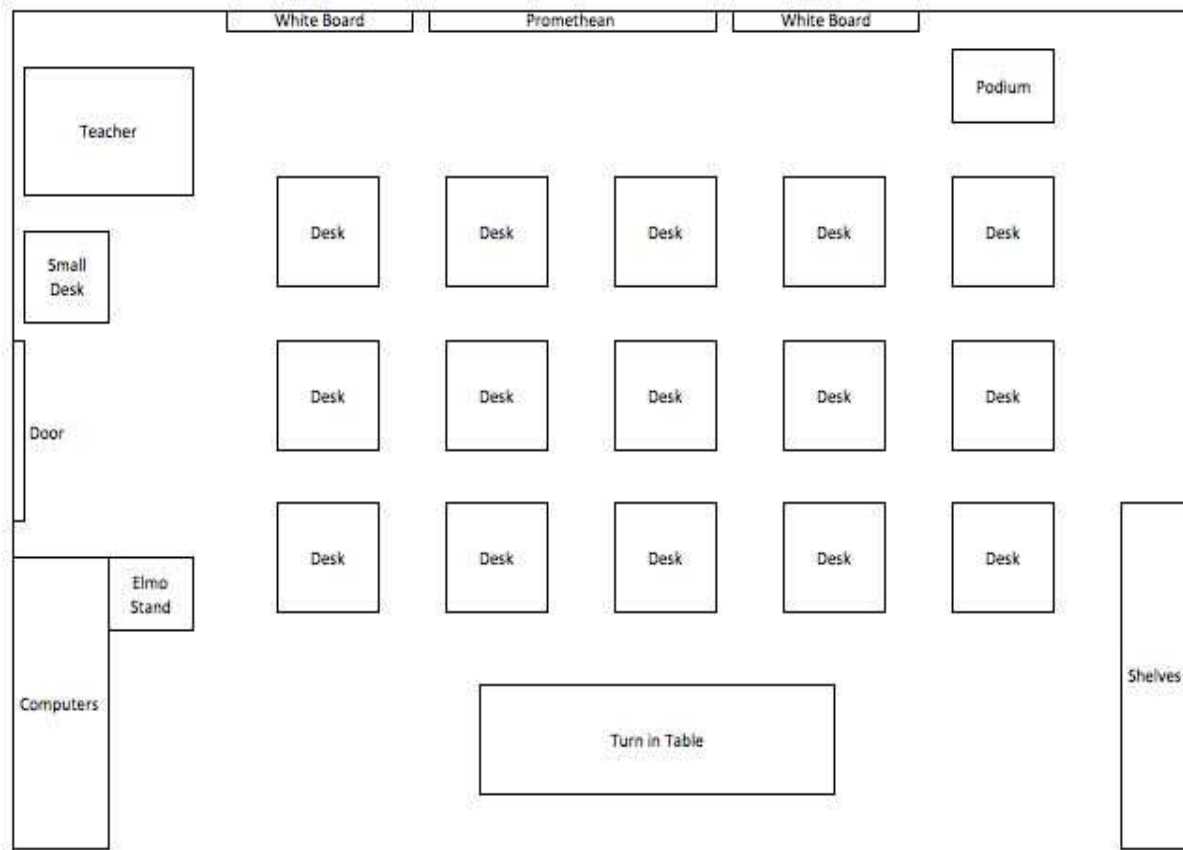 White Board
Promethean
White Board
Podium
Teacher
Desk
Desk
Desk
Desk
Desk
Small
Desk
Desk
Desk
Desk
Desk
Desk
Door
Desk
Desk
Desk
Desk
Desk
Elmo
Stand
Computers
Shelves
Turn in Table